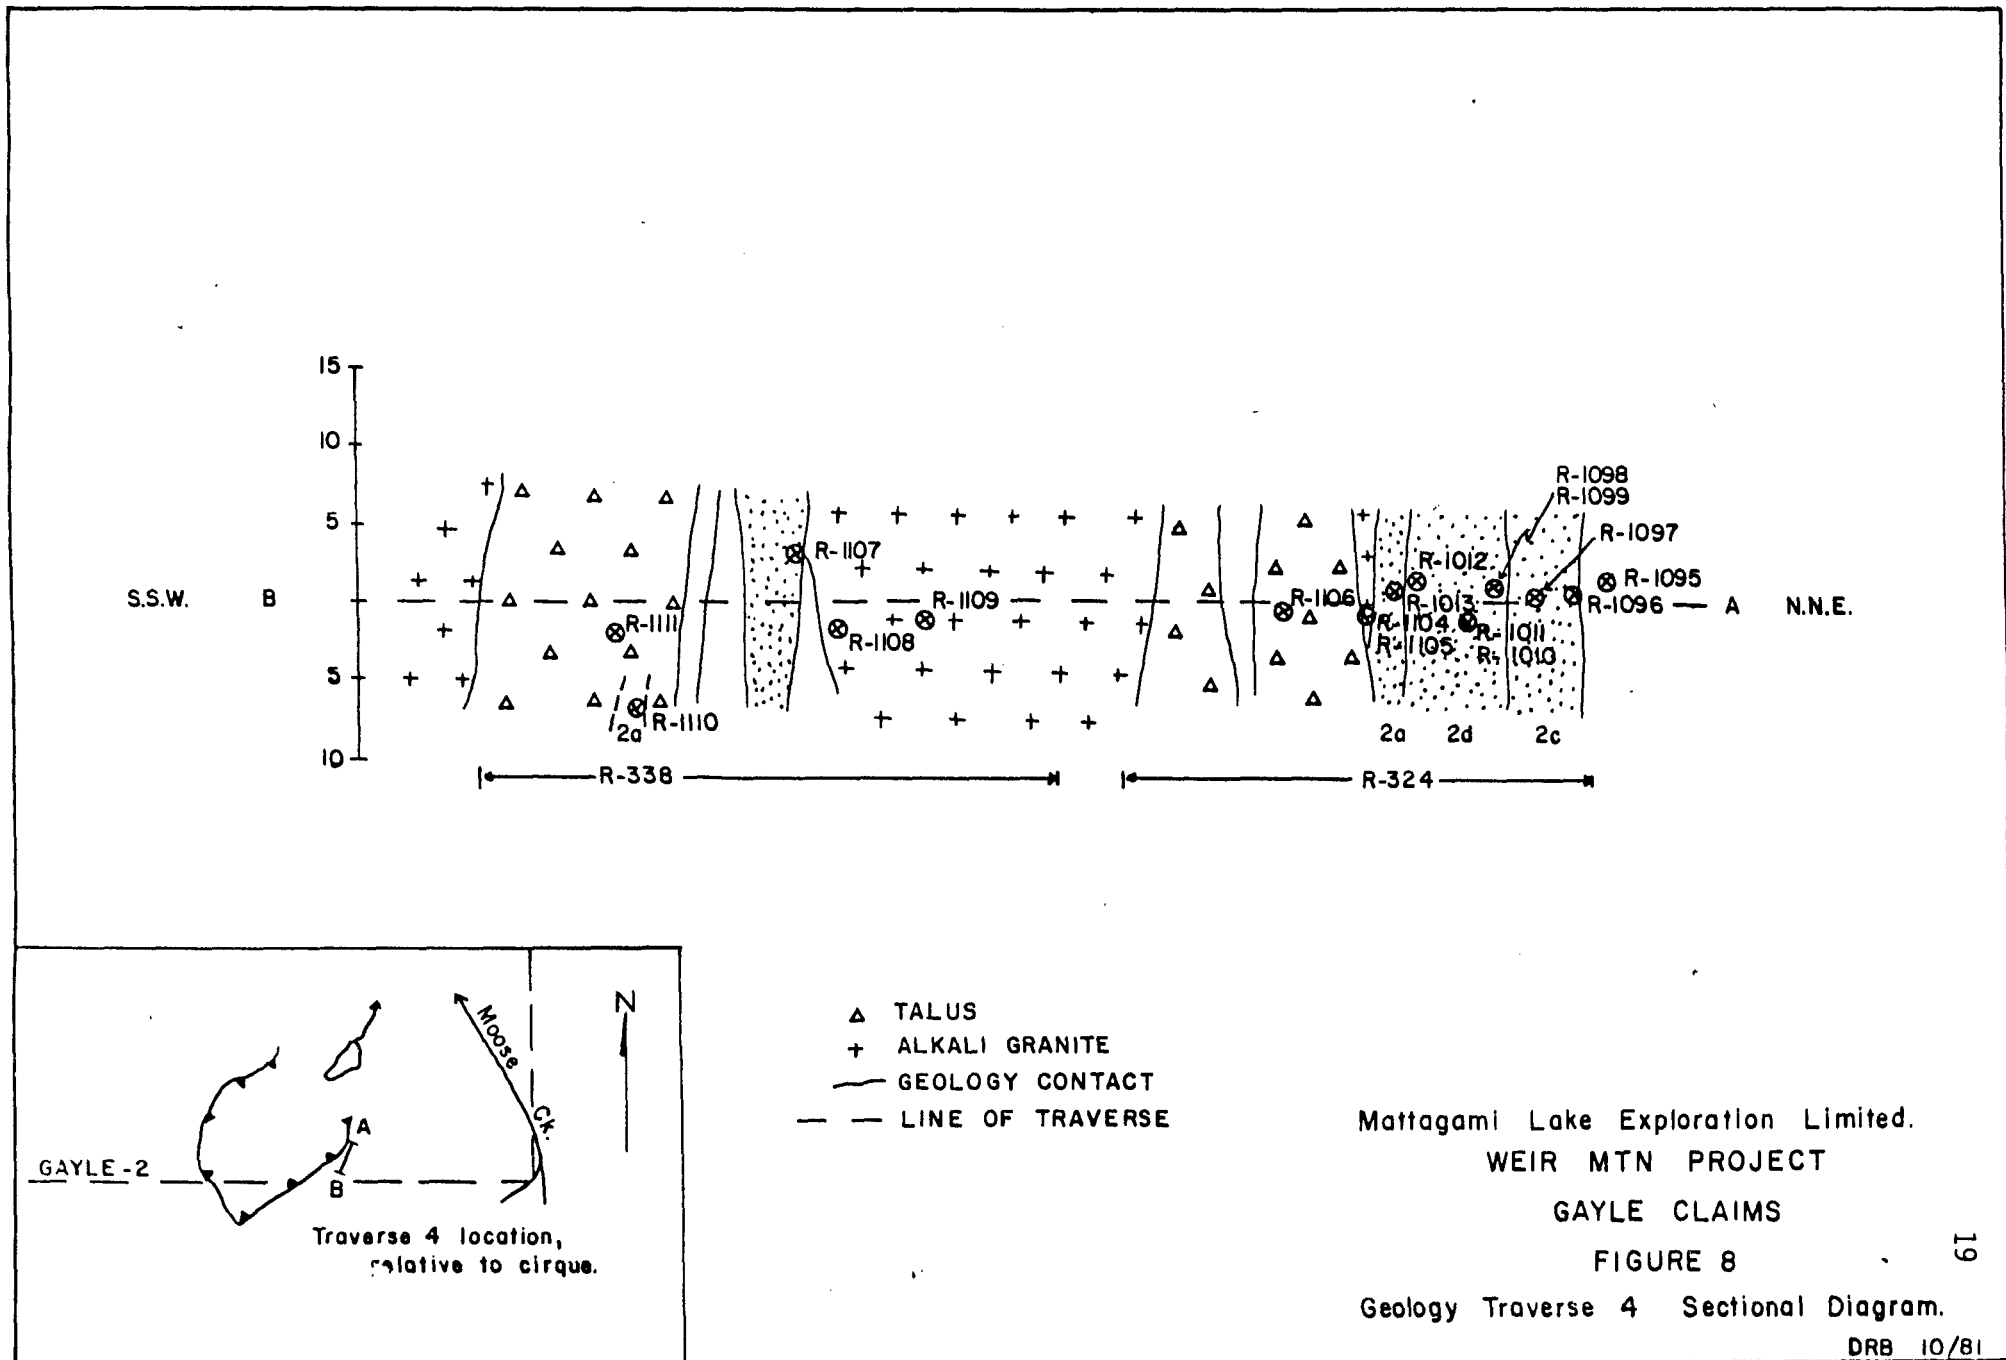 15
10
5
5
10
S.S.W.
B
A
N.N.E.
R-1098
R-1099
R-1097
R-1107
R-1012
R-1095
R-1109
R-1106
R-1013
R-1096
R-1111
R-1108
R-1104
R-1011
R-1105
R-1010
R-1110
2a
2a
2d
2c
R-338
R-324
Moose Ck.
N
A
GAYLE-2
B
Traverse 4 location,
relative to cirque.
TALUS
ALKALI GRANITE
GEOLOGY CONTACT
LINE OF TRAVERSE
Mattagami Lake Exploration Limited.
WEIR MTN PROJECT
GAYLE CLAIMS
FIGURE 8
Geology Traverse 4 Sectional Diagram.
DRB 10/81
19